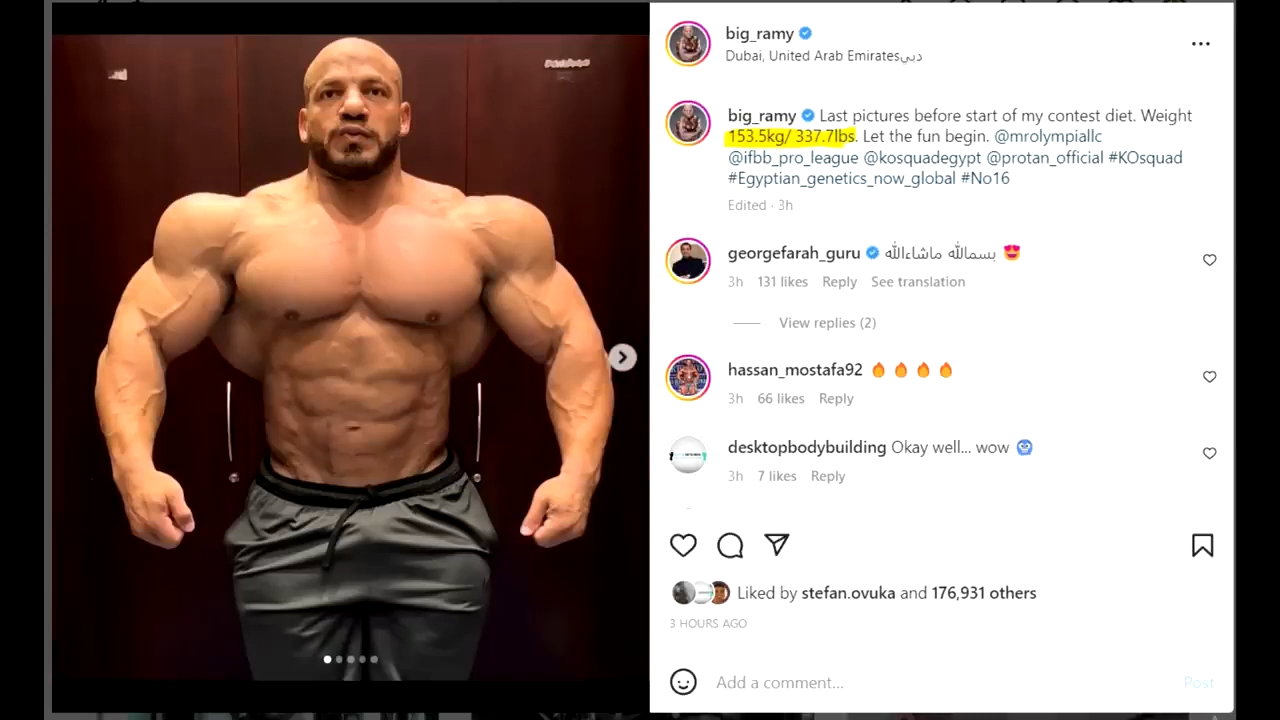 big_ramy
Dubai, United Arab Emiratesدبي
big_ramy Last pictures before start of my contest diet. Weight
153.5kg/ 337.7lbs. Let the fun begin. @mrolympiallc
@ifbb_pro_league @kosquadegypt @protan_official #KOsquad
#Egyptian_genetics_now_global #No16
Edited · 3h
georgefarah_guru بسمالله ماشاءالله 😍
3h 131 likes Reply See translation
View replies (2)
hassan_mostafa92 🔥 🔥 🔥 🔥
3h 66 likes Reply
desktopbodybuilding Okay well... wow 🥶
3h 7 likes Reply
Liked by stefan.ovuka and 176,931 others
3 HOURS AGO
Add a comment...
Post